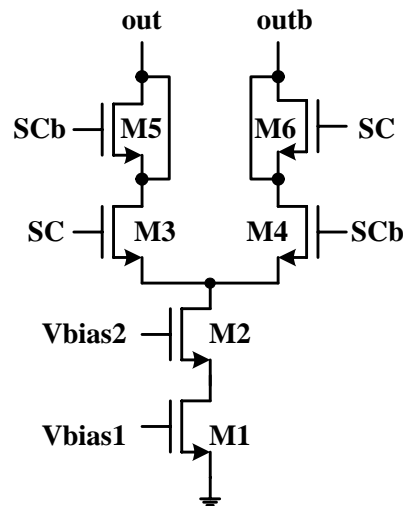 out outb
SCb M5 M6 SC
SC M3 M4 SCb
Vbias2 M2
Vbias1 M1